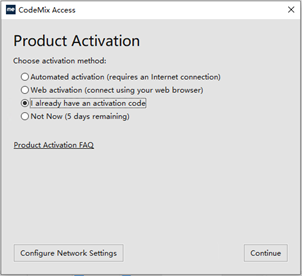 me CodeMix Access
Product Activation
Choose activation method:
Automated activation (requires an Internet connection)
Web activation (connect using your web browser)
I already have an activation code
Not Now (5 days remaining)
Product Activation FAQ
Configure Network Settings
Continue